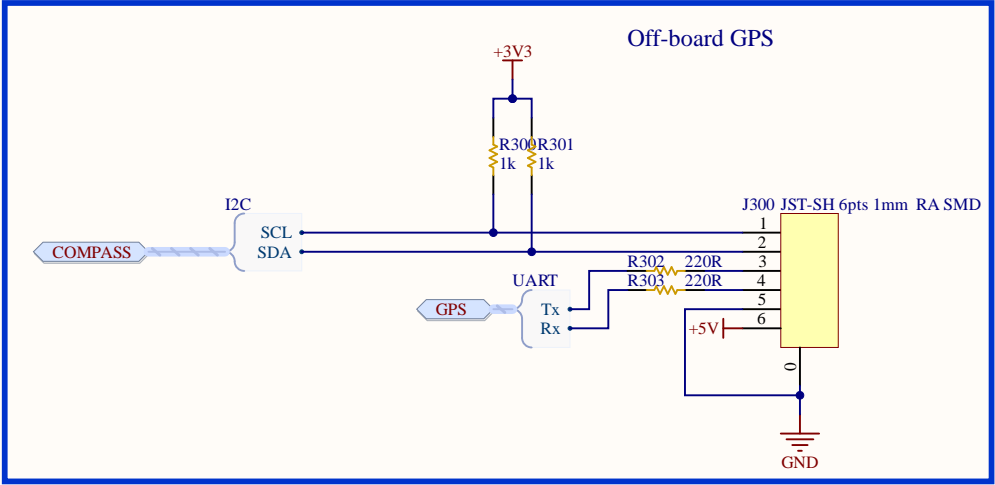 Off-board GPS
+3V3
R300 R301
1k 1k
I2C
J300 JST-SH 6pts 1mm RA SMD
SCL
1
COMPASS
SDA
2
R302 220R
3
UART
R303 220R
4
GPS
Tx
5
Rx
+5V
6
0
GND